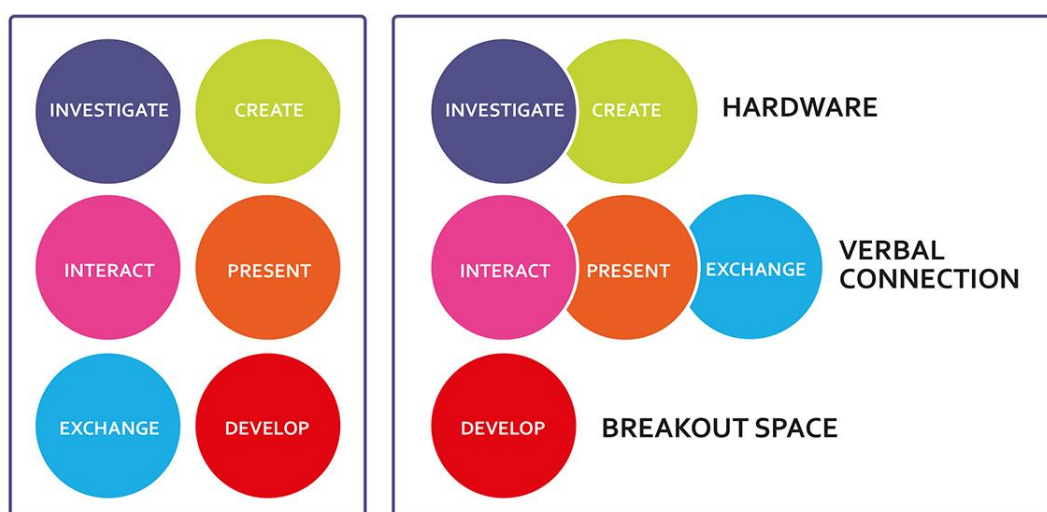 INVESTIGATE
CREATE
INTERACT
PRESENT
EXCHANGE
DEVELOP
INVESTIGATE
CREATE
HARDWARE
INTERACT
PRESENT
EXCHANGE
VERBAL
CONNECTION
DEVELOP
BREAKOUT SPACE